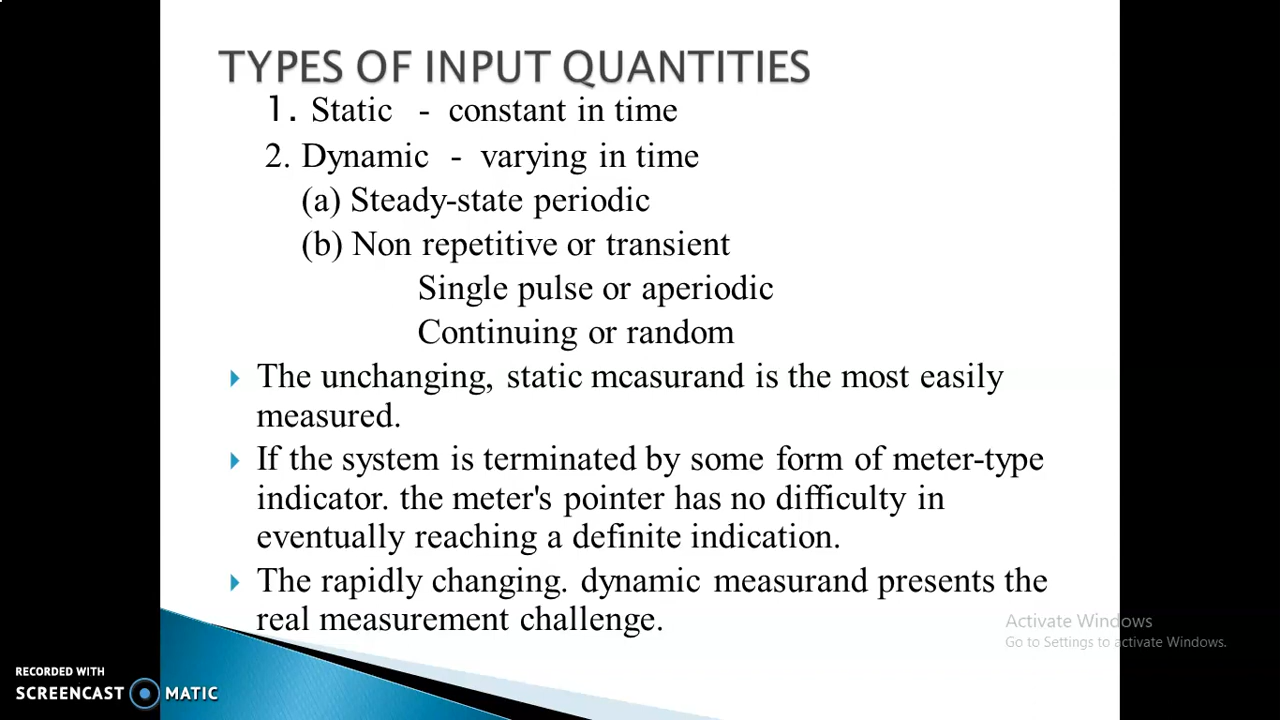 TYPES OF INPUT QUANTITIES
1. Static - constant in time
2. Dynamic - varying in time
(a) Steady-state periodic
(b) Non repetitive or transient
Single pulse or aperiodic
Continuing or random
The unchanging, static mcasurand is the most easily
measured.
If the system is terminated by some form of meter-type
indicator. the meter's pointer has no difficulty in
eventually reaching a definite indication.
The rapidly changing. dynamic measurand presents the
real measurement challenge.
Activate Windows
Go to Settings to activate Windows.
RECORDED WITH
SCREENCAST MATIC